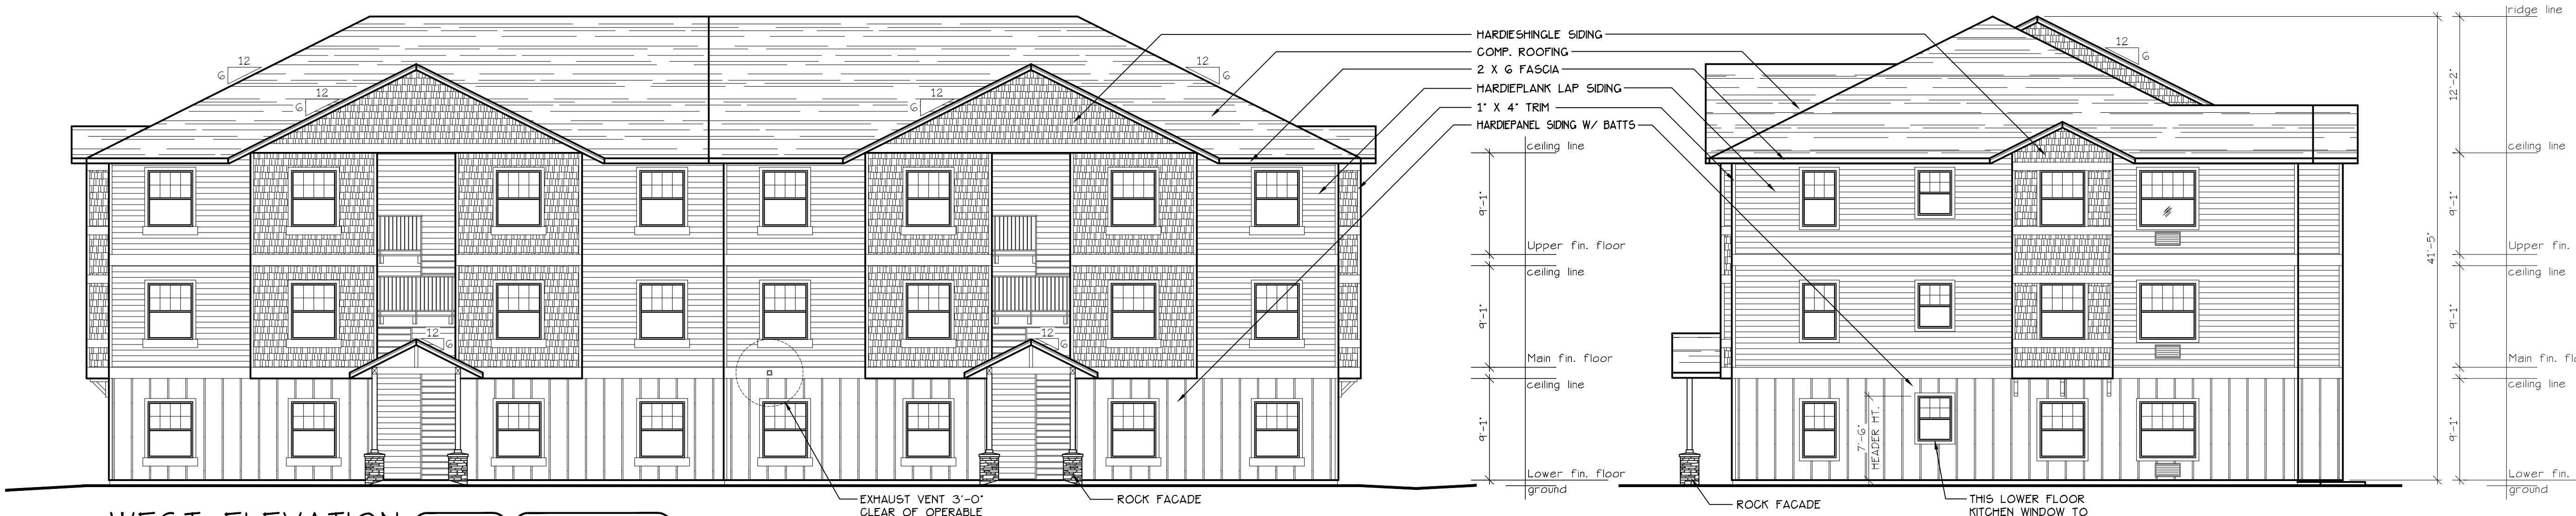 12
6
12
6
12
6
12
6
12
6
12
6
HARDIESHINGLE SIDING
COMP. ROOFING
2 X 6 FASCIA
HARDIEPLANK LAP SIDING
1" X 4" TRIM
HARDIEPANEL SIDING W/ BATTS
ceiling line
9'-1"
Upper fin. floor
ceiling line
9'-1"
Main fin. floor
ceiling line
9'-1"
Lower fin. floor
ground
EXHAUST VENT 3'-0"
CLEAR OF OPERABLE
ROCK FACADE
WEST ELEVATION
12
6
7'-6"
HEADER HT.
ROCK FACADE
THIS LOWER FLOOR
KITCHEN WINDOW TO
41'-5"
ridge line
12'-2"
ceiling line
9'-1"
Upper fin.
ceiling line
9'-1"
Main fin.
ceiling line
9'-1"
Lower fin.
ground